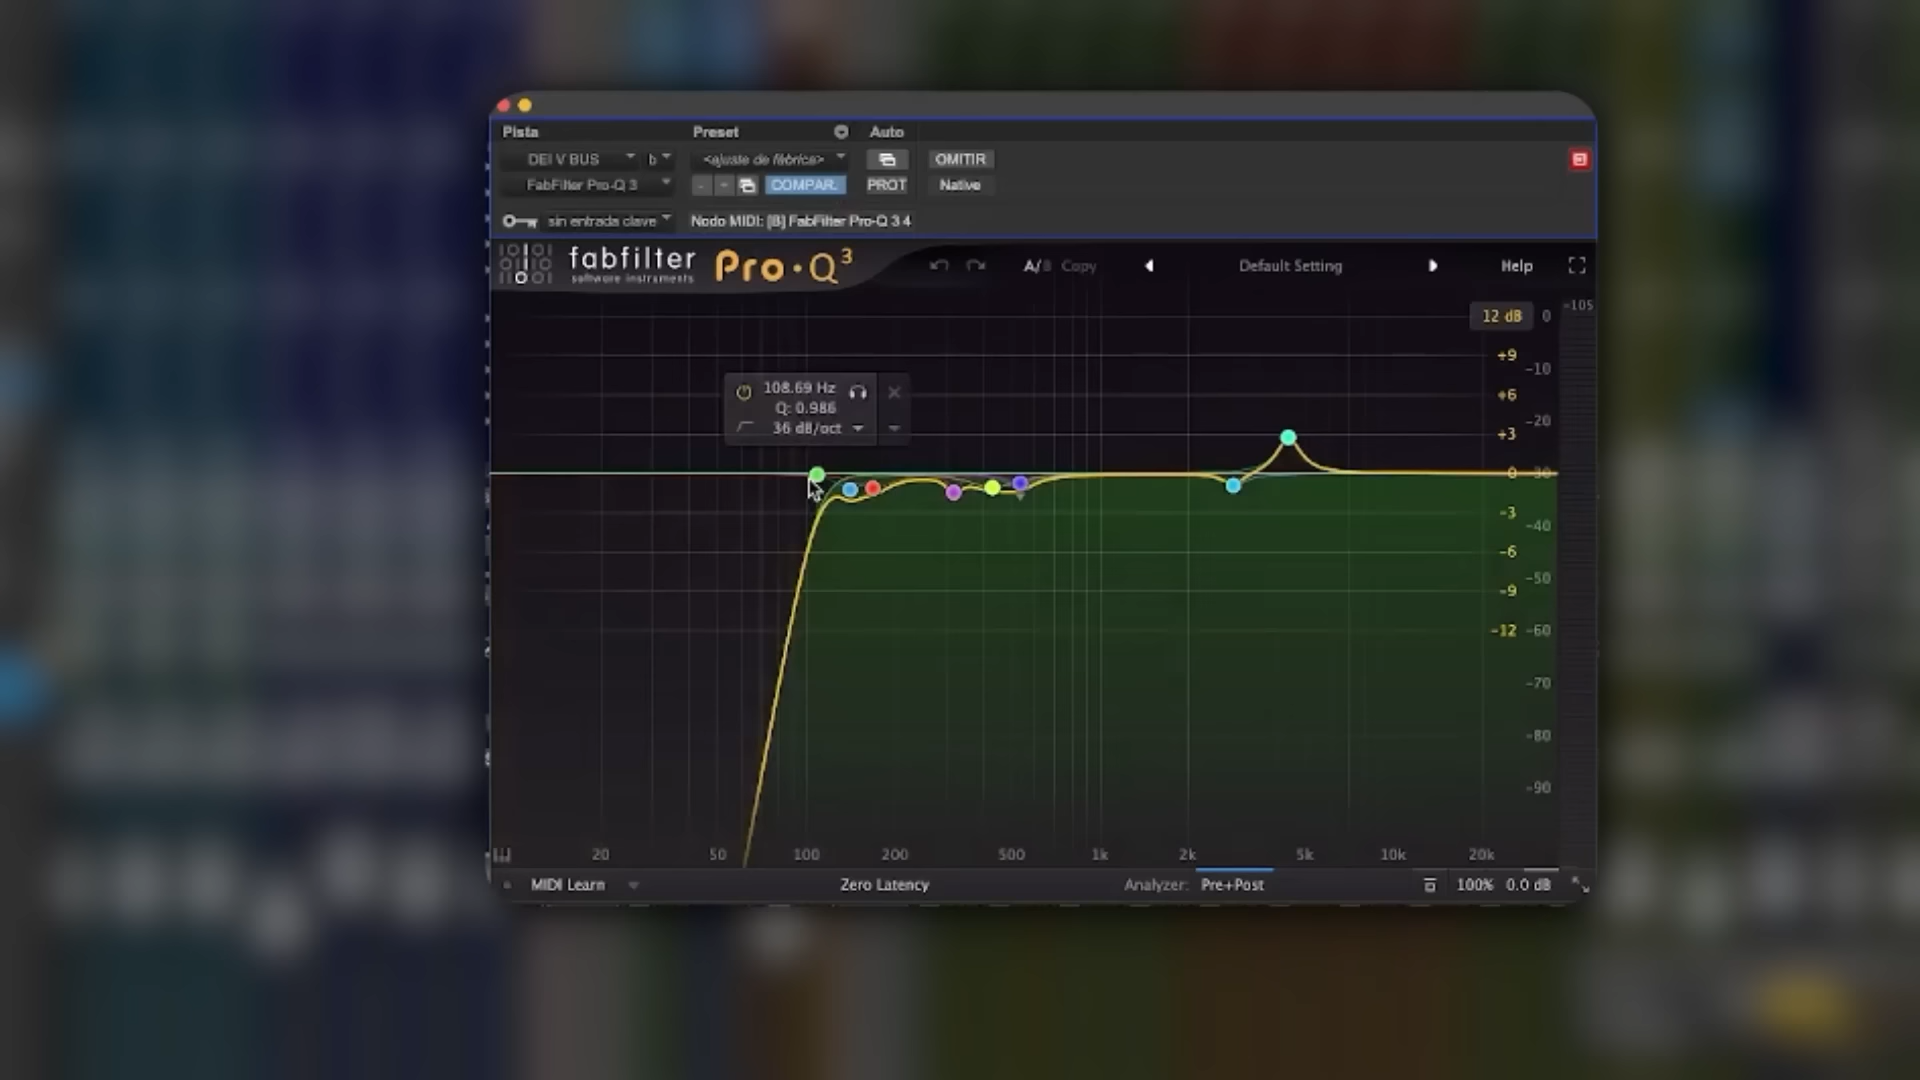 Pista Preset Auto
DEI V BUS b <ajuste de fábrica> OMITIR
FabFilter Pro-Q 3 - + COMPAR. PROT Native
sin entrada clave Nodo MIDI: [B] FabFilter Pro-Q 3 4
fabfilter Pro·Q3 A/B Copy Default Setting Help
software instruments
-105
12 dB 0
+9
-10
108.69 Hz
+6
Q: 0.986
-20
36 dB/oct
+3
0 -30
-3
-40
-6
-50
-9
-12 -60
-70
-80
-90
20 50 100 200 500 1k 2k 5k 10k 20k
MIDI Learn Zero Latency Analyzer: Pre+Post 100% 0.0 dB